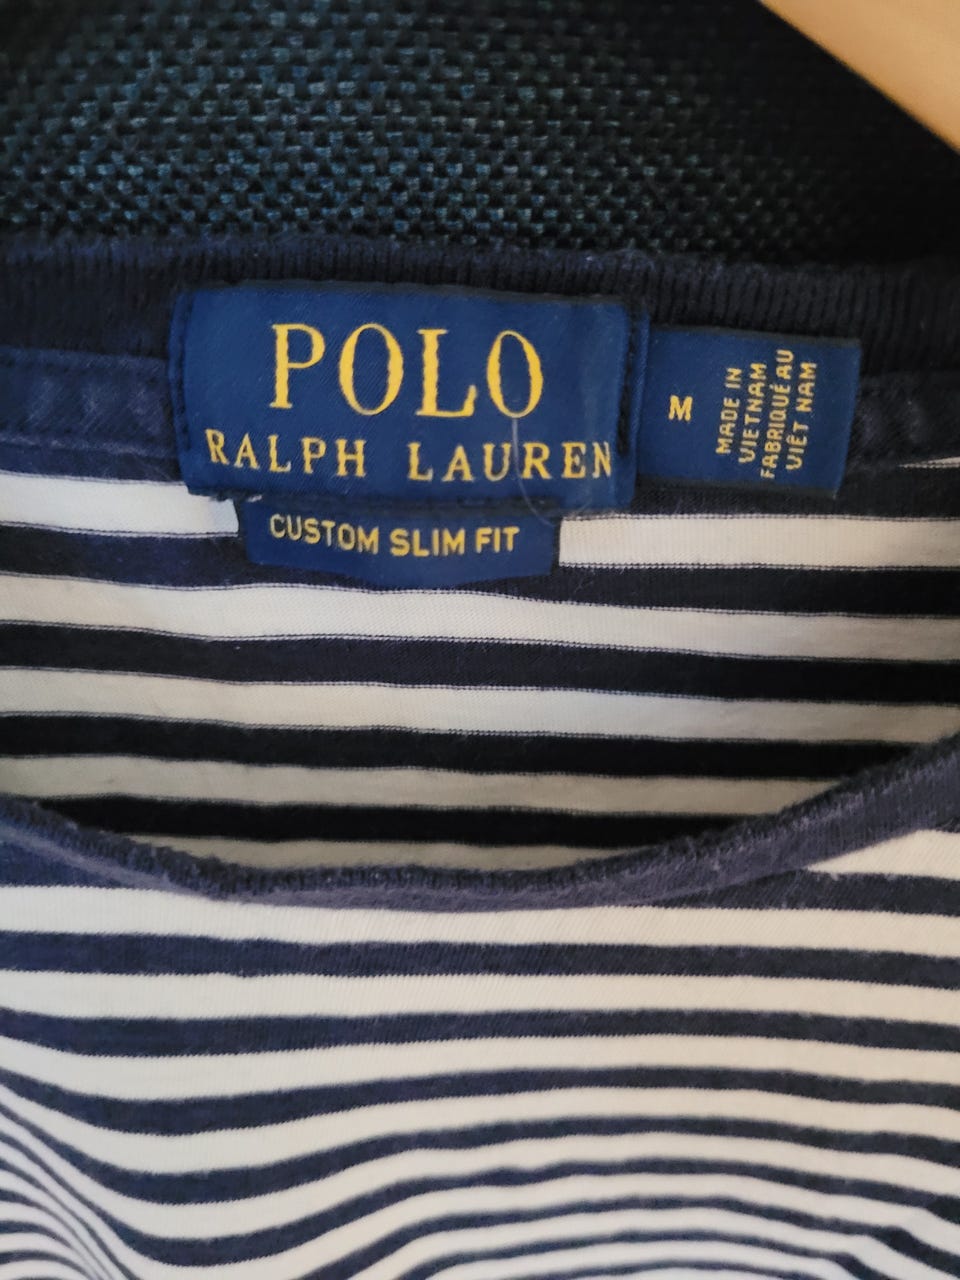 POLO
RALPH LAUREN
CUSTOM SLIM FIT
M
MADE IN
VIETNAM
FABRIQUÉ AU
VIÊT NAM